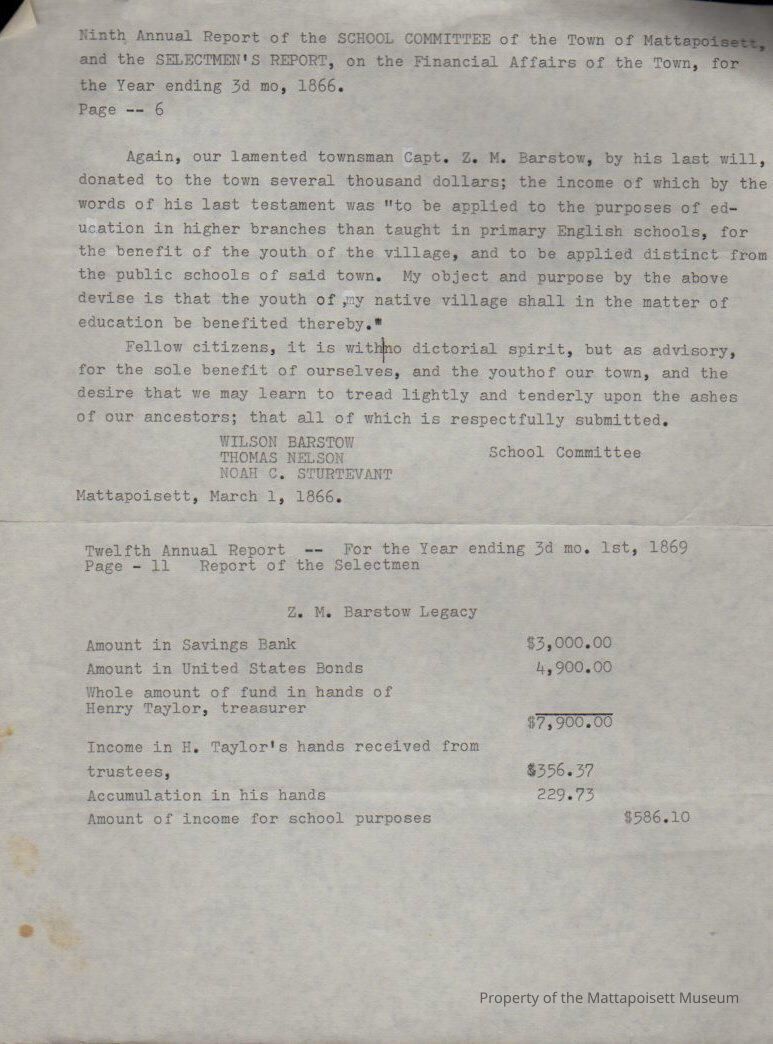 Ninth Annual Report of the SCHOOL COMMITTEE of the Town of Mattapoisett,
and the SELECTMEN'S REPORT, on the Financial Affairs of the Town, for
the Year ending 3d mo, 1866.
Page -- 6
Again, our lamented townsman Capt. Z. M. Barstow, by his last will,
donated to the town several thousand dollars; the income of which by the
words of his last testament was "to be applied to the purposes of ed-
ucation in higher branches than taught in primary English schools, for
the benefit of the youth of the village, and to be applied distinct from
the public schools of said town. My object and purpose by the above
devise is that the youth of ,my native village shall in the matter of
education be benefited thereby."
Fellow citizens, it is with|no dictorial spirit, but as advisory,
for the sole benefit of ourselves, and the youthof our town, and the
desire that we may learn to tread lightly and tenderly upon the ashes
of our ancestors; that all of which is respectfully submitted.
WILSON BARSTOW
THOMAS NELSON School Committee
NOAH C. STURTEVANT
Mattapoisett, March 1, 1866.
Twelfth Annual Report -- For the Year ending 3d mo. 1st, 1869
Page - 11 Report of the Selectmen
Z. M. Barstow Legacy
Amount in Savings Bank $3,000.00
Amount in United States Bonds 4,900.00
Whole amount of fund in hands of
Henry Taylor, treasurer
$7,900.00
Income in H. Taylor's hands received from
trustees, $356.37
Accumulation in his hands 229.73
Amount of income for school purposes $586.10
Property of the Mattapoisett Museum